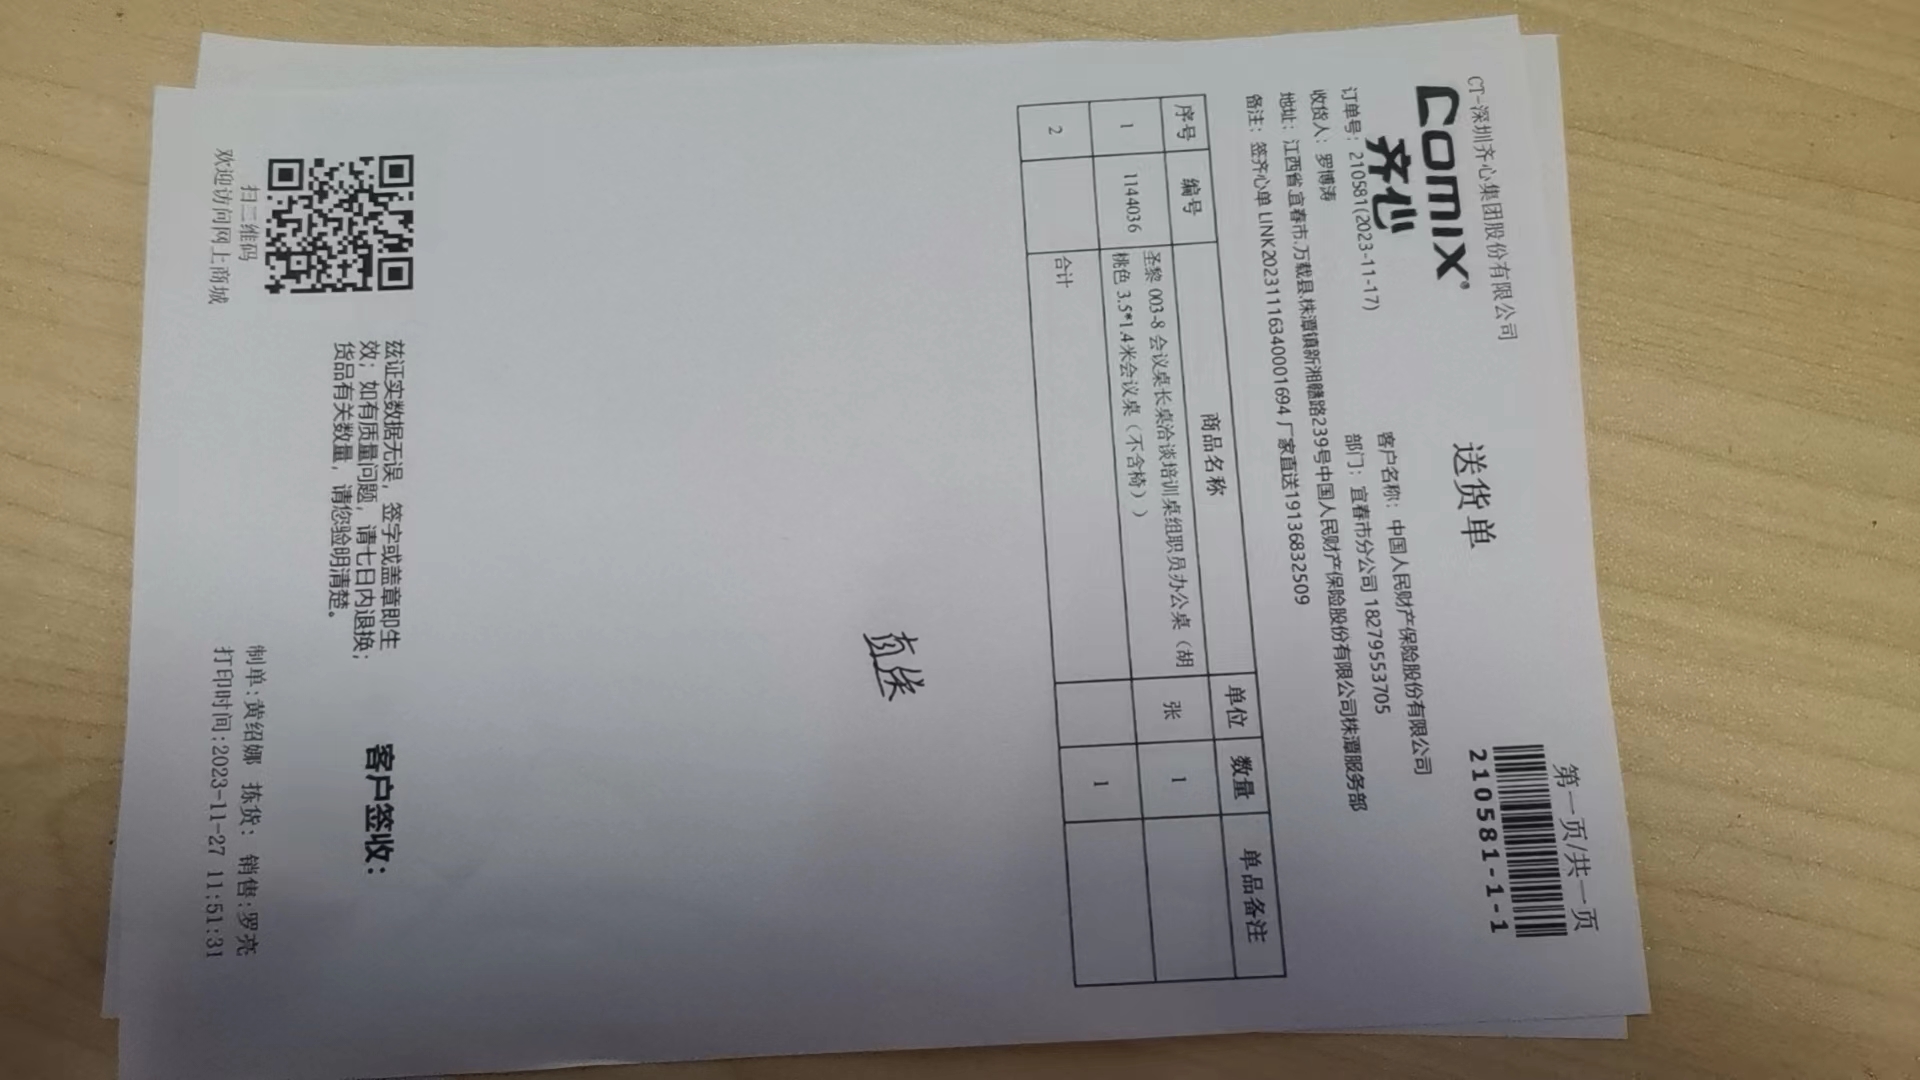 CT-深圳齐心集团股份有限公司
第一页/共一页
comix®
齐心
送货单
210581-1-1
订单号：210581(2023-11-17)
客户名称：中国人民财产保险股份有限公司
收货人：罗博涛
部门：宜春市分公司 18279553705
地址：江西省.宜春市.万载县.株潭镇新湘赣路239号中国人民财产保险股份有限公司株潭服务部
备注：签齐心单 LINK20231116340001694 厂家直送19136832509
序号 编号 商品名称 单位 数量 单品备注
1 1144036 圣黎 003-8 会议桌长桌洽谈培训桌组职员办公桌（胡
桃色 3.5*1.4米会议桌（不含椅）） 张 1
2 合计 1
直送
兹证实数据无误，签字或盖章即生
效；如有质量问题，请七日内退换；
货品有关数量，请您验明清楚。
客户签收：
扫二维码
欢迎访问网上商城
制单:黄绍娜 拣货： 销售:罗亮
打印时间:2023-11-27 11:51:31